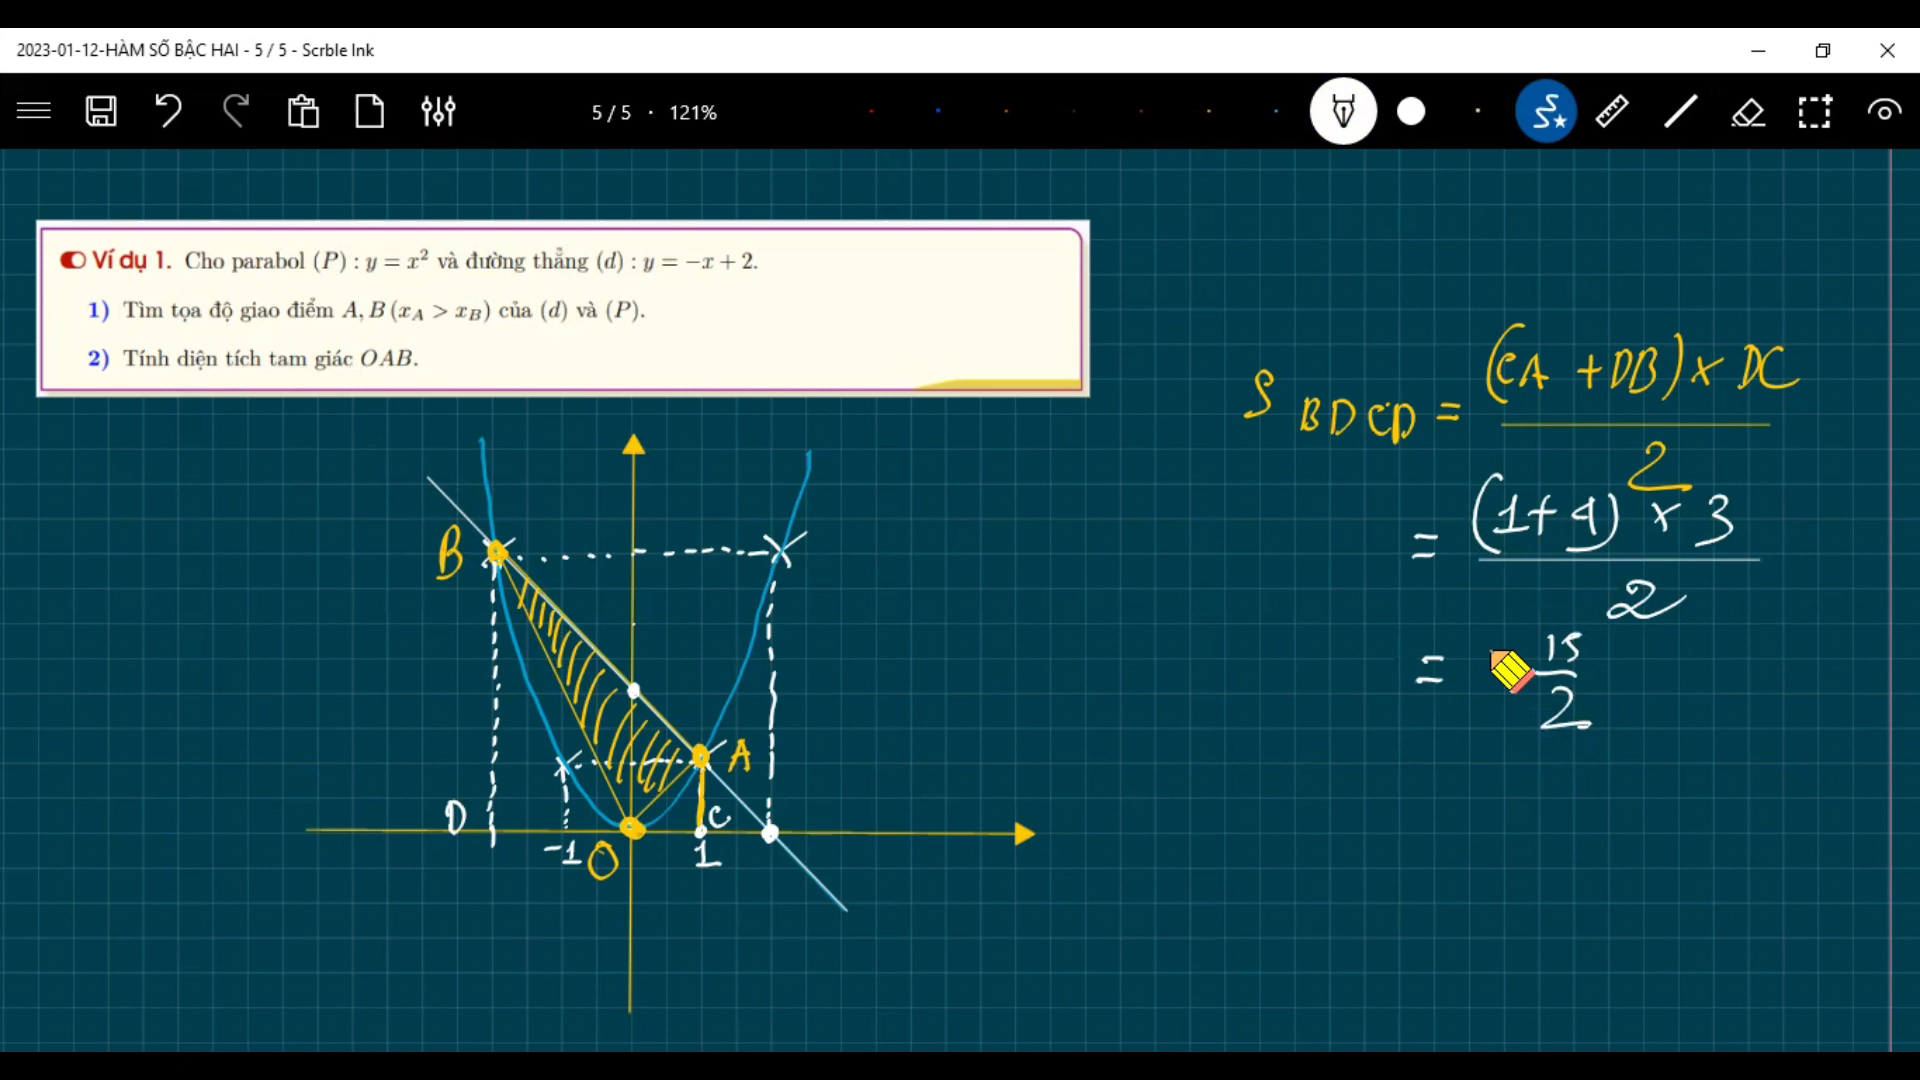 2023-01-12-HÀM SỐ BẬC HAI - 5 / 5 - Scrble Ink
5 / 5 · 121%
Ví dụ 1. Cho parabol (P) : y = x² và đường thẳng (d) : y = −x + 2.
1) Tìm tọa độ giao điểm A, B (x_A > x_B) của (d) và (P).
2) Tính diện tích tam giác OAB.
S BDCD = (CA + DB) × DC / 2
= (1+4) × 3 / 2
= 15 / 2
B
A
D
C
-1
O
1